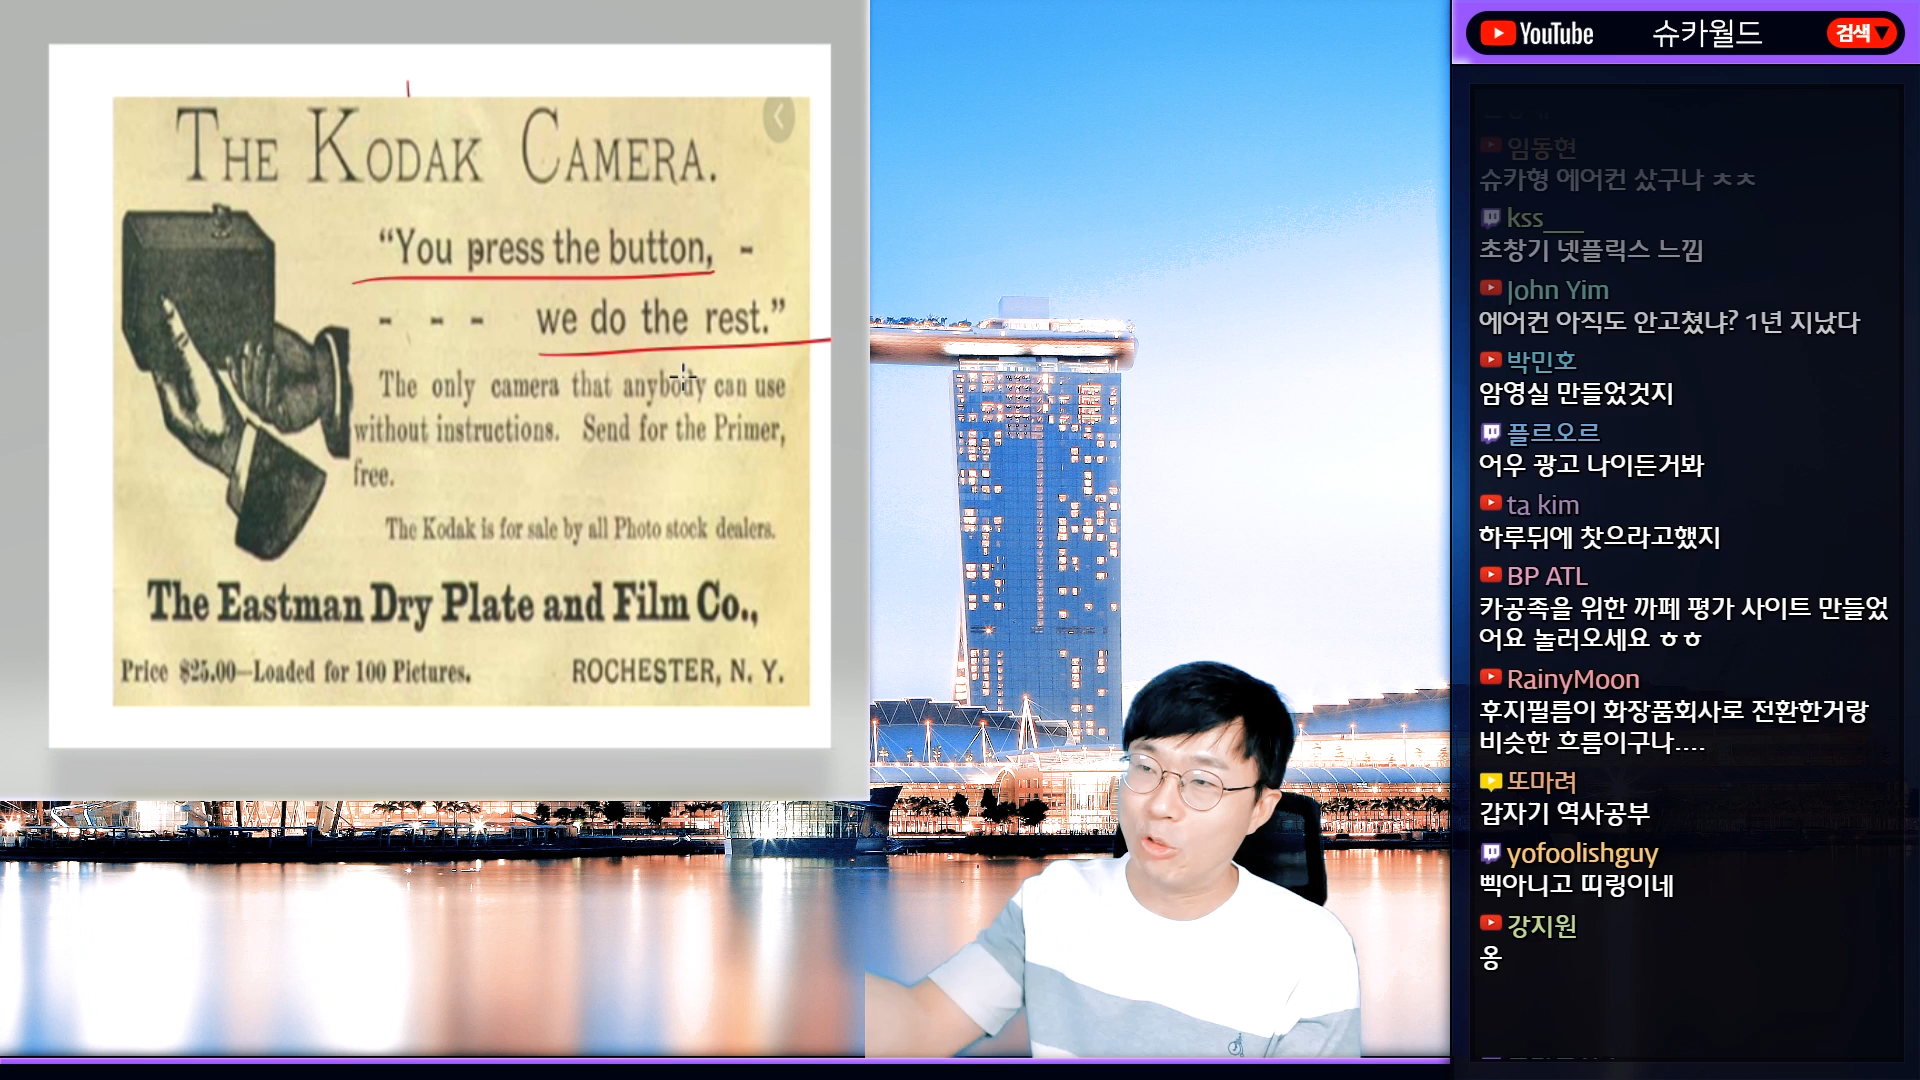 THE KODAK CAMERA.
“You press the button, -
- - - we do the rest.”
The only camera that anybody can use
without instructions. Send for the Primer,
free.
The Kodak is for sale by all Photo stock dealers.
The Eastman Dry Plate and Film Co.,
Price $25.00—Loaded for 100 Pictures. ROCHESTER, N. Y.
YouTube 슈카월드 검색▼
임동현
슈카형 에어컨 샀구나 ㅊㅊ
kss___
초창기 넷플릭스 느낌
John Yim
에어컨 아직도 안고쳤냐? 1년 지났다
박민호
암영실 만들었것지
플르오르
어우 광고 나이든거봐
ta kim
하루뒤에 찾으라고했지
BP ATL
카공족을 위한 까페 평가 사이트 만들었
어요 놀러오세요 ㅎㅎ
RainyMoon
후지필름이 화장품회사로 전환한거랑
비슷한 흐름이구나....
또마려
갑자기 역사공부
yofoolishguy
삑아니고 띠링이네
강지원
옹